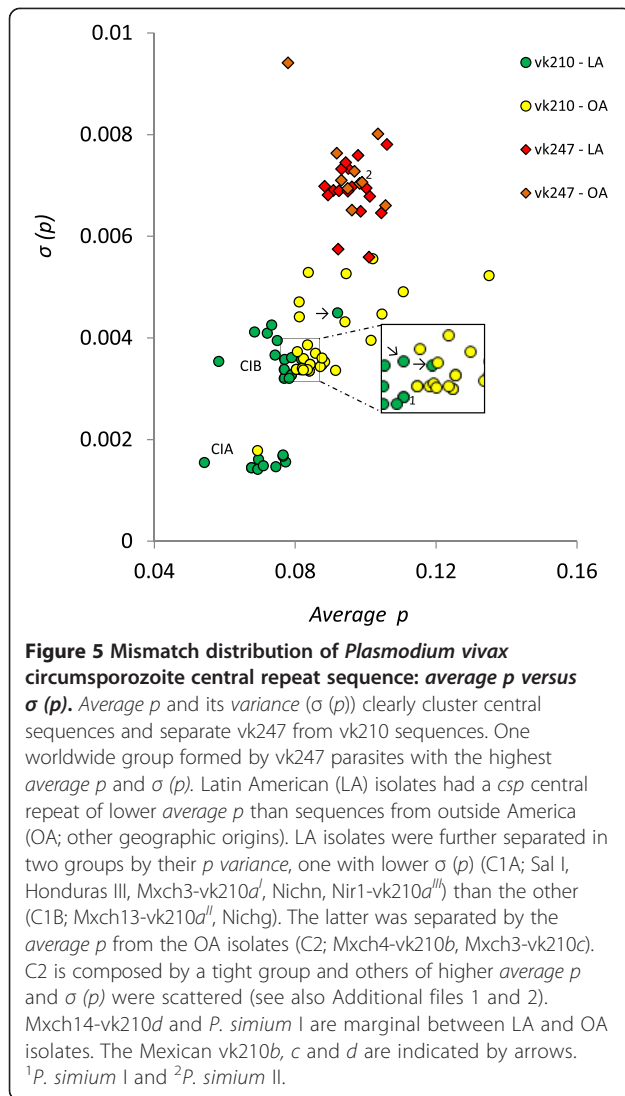 0.01
0.008
0.006
0.004
0.002
0
0.04
0.08
0.12
0.16
σ (p)
Average p
vk210 - LA
vk210 - OA
vk247 - LA
vk247 - OA
2
CIB
1
CIA
Figure 5 Mismatch distribution of Plasmodium vivax
circumsporozoite central repeat sequence: average p versus
σ (p). Average p and its variance (σ (p)) clearly cluster central
sequences and separate vk247 from vk210 sequences. One
worldwide group formed by vk247 parasites with the highest
average p and σ (p). Latin American (LA) isolates had a csp central
repeat of lower average p than sequences from outside America
(OA; other geographic origins). LA isolates were further separated in
two groups by their p variance, one with lower σ (p) (C1A; Sal I,
Honduras III, Mxch3-vk210a^I, Nichn, Nir1-vk210a^III) than the other
(C1B; Mxch13-vk210a^II, Nichg). The latter was separated by the
average p from the OA isolates (C2; Mxch4-vk210b, Mxch3-vk210c).
C2 is composed by a tight group and others of higher average p
and σ (p) were scattered (see also Additional files 1 and 2).
Mxch14-vk210d and P. simium I are marginal between LA and OA
isolates. The Mexican vk210b, c and d are indicated by arrows.
¹P. simium I and ²P. simium II.